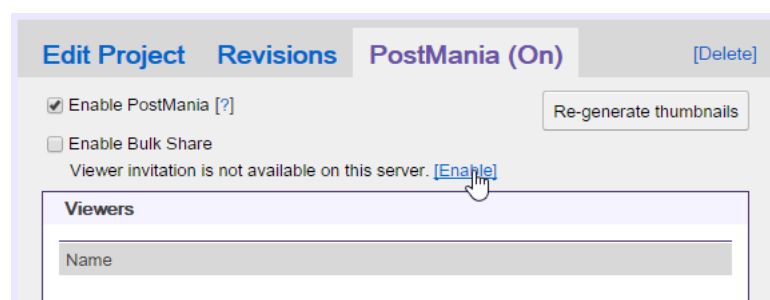 Edit Project Revisions PostMania (On) [Delete]
Enable PostMania [?] Re-generate thumbnails
Enable Bulk Share
Viewer invitation is not available on this server. [Enable]
Viewers
Name